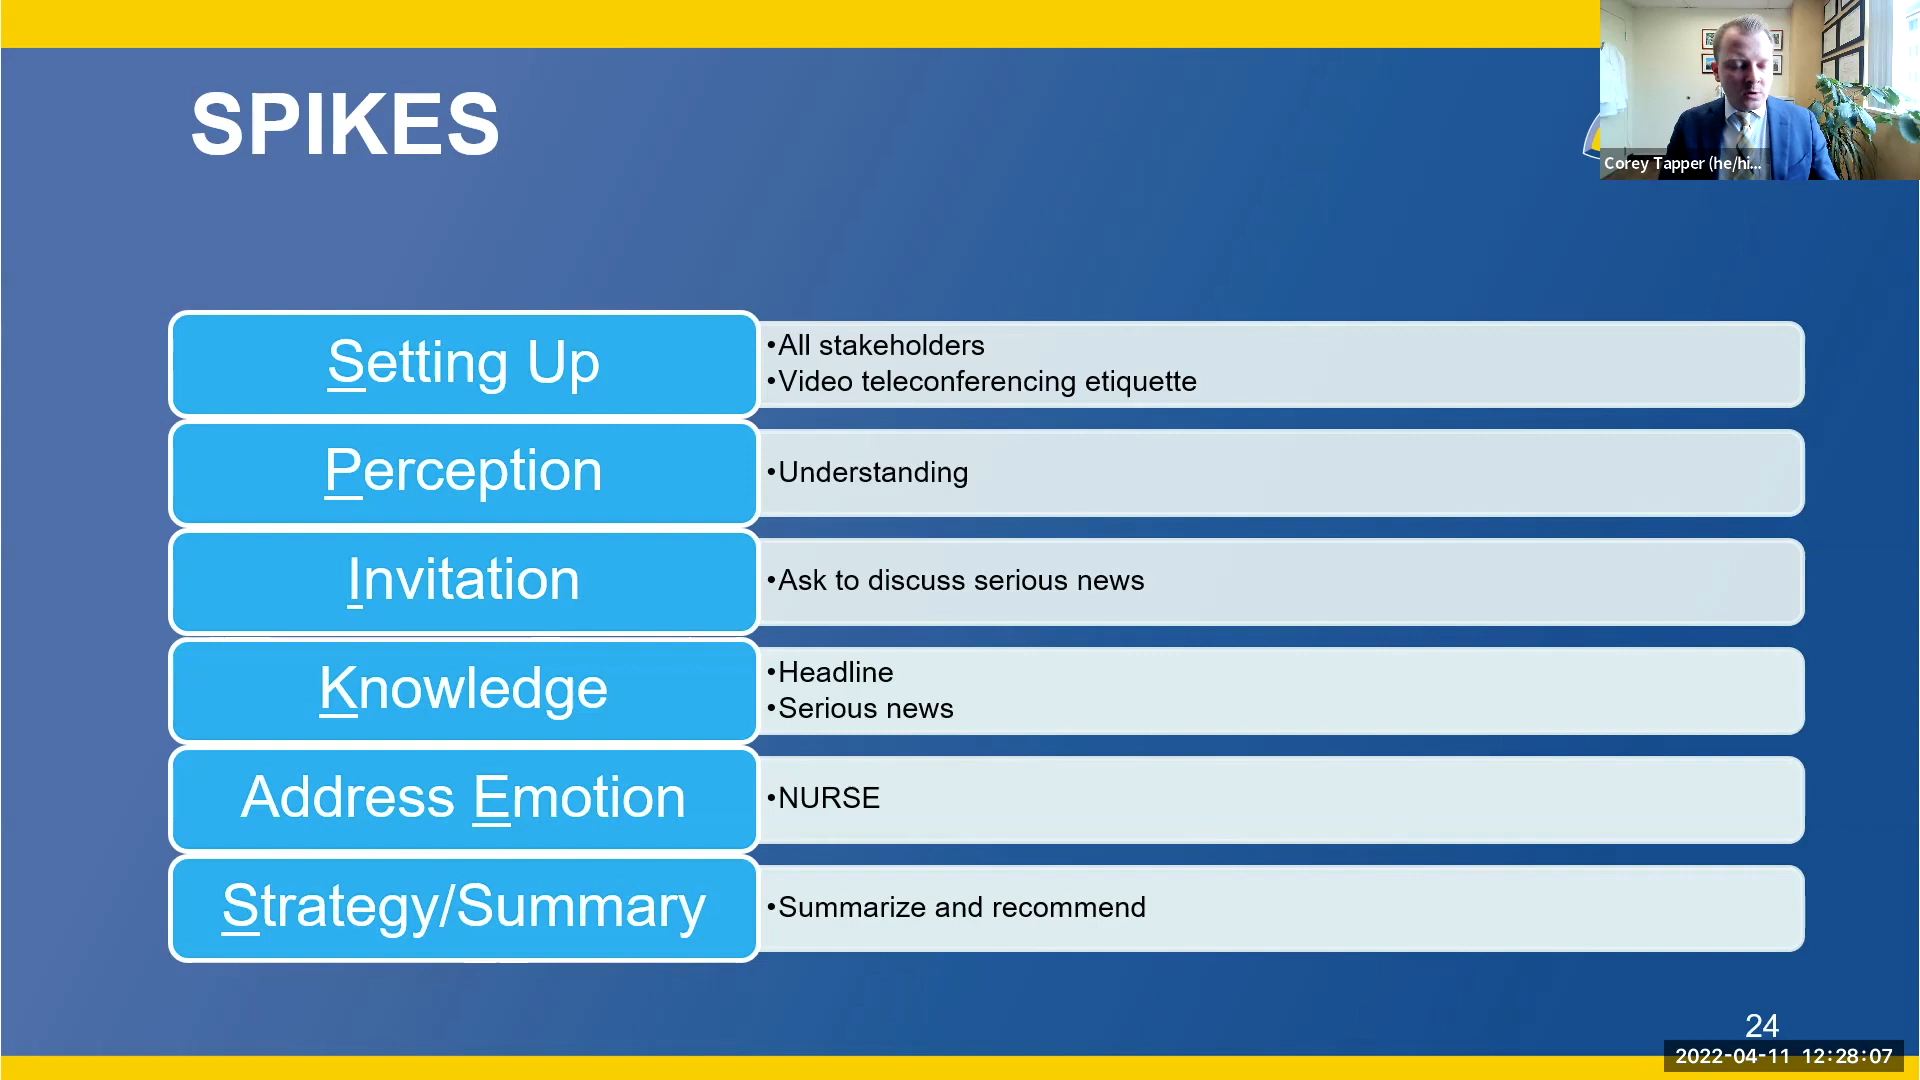 SPIKES
Corey Tapper (he/hi...
Setting Up
•All stakeholders
•Video teleconferencing etiquette
Perception
•Understanding
Invitation
•Ask to discuss serious news
Knowledge
•Headline
•Serious news
Address Emotion
•NURSE
Strategy/Summary
•Summarize and recommend
24
2022-04-11 12:28:07